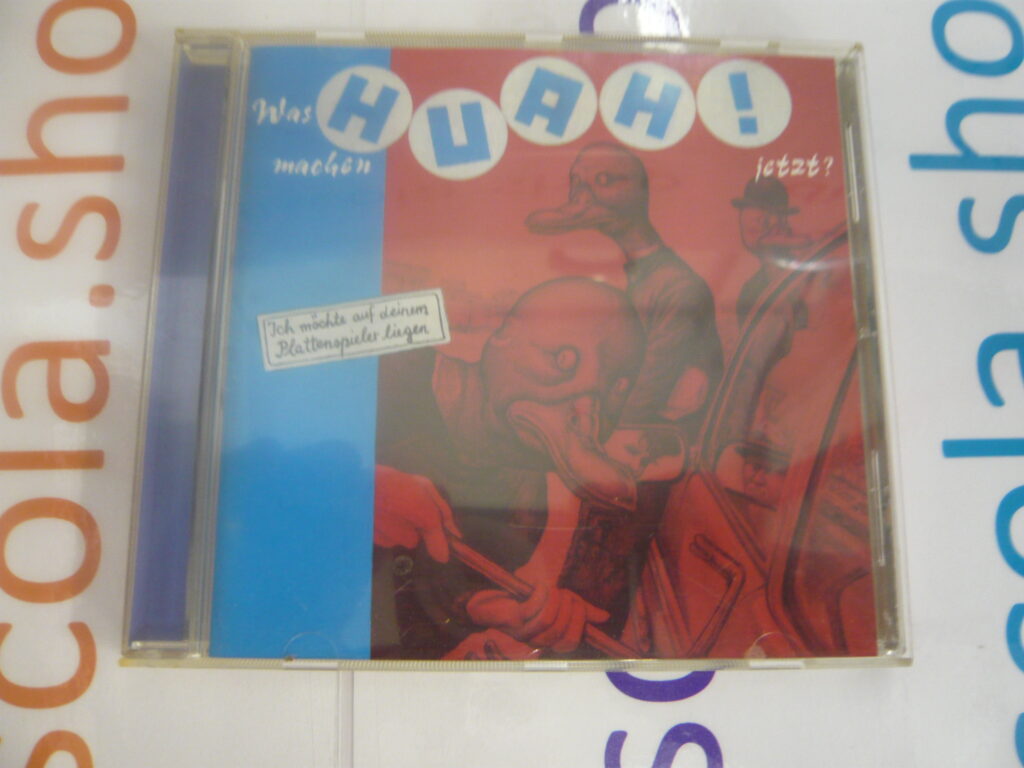 Was HUAH!
machen jetzt?
Ich möchte auf deinem
Plattenspieler liegen
scola.sho
scola sho